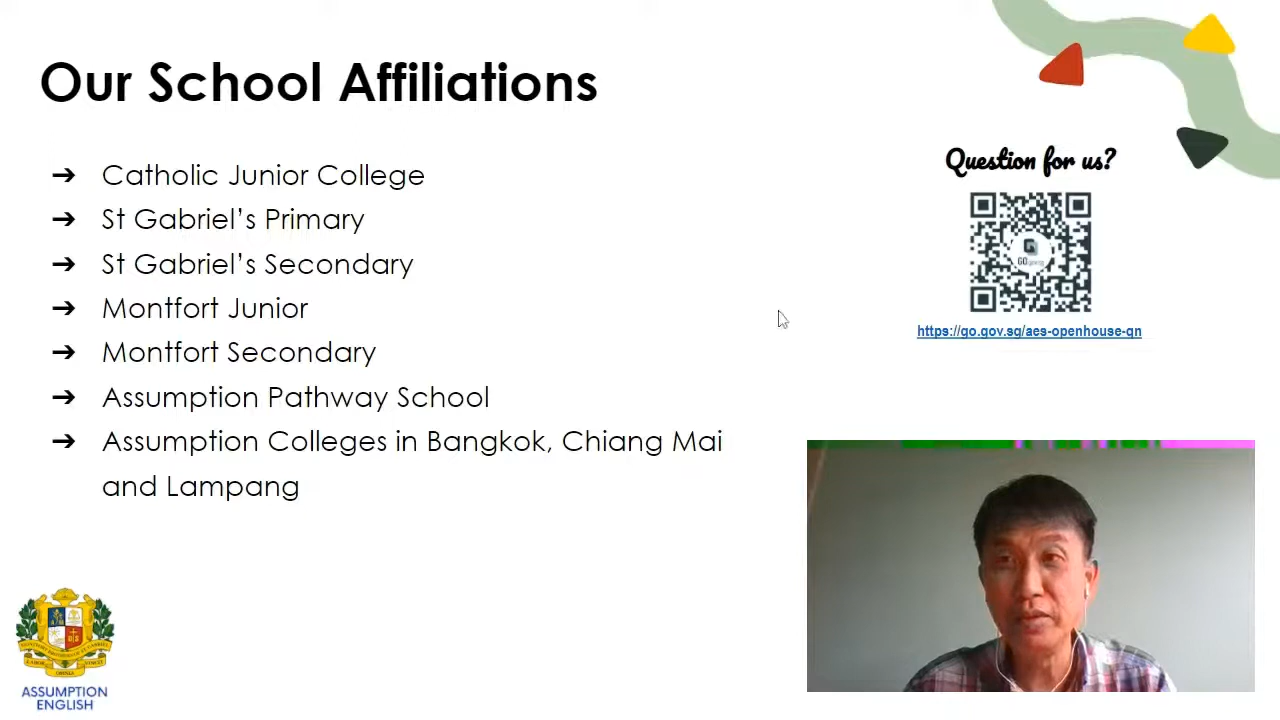 Our School Affiliations
➔ Catholic Junior College
➔ St Gabriel’s Primary
➔ St Gabriel’s Secondary
➔ Montfort Junior
➔ Montfort Secondary
➔ Assumption Pathway School
➔ Assumption Colleges in Bangkok, Chiang Mai
and Lampang
Question for us?
https://go.gov.sg/aes-openhouse-qn
ASSUMPTION
ENGLISH